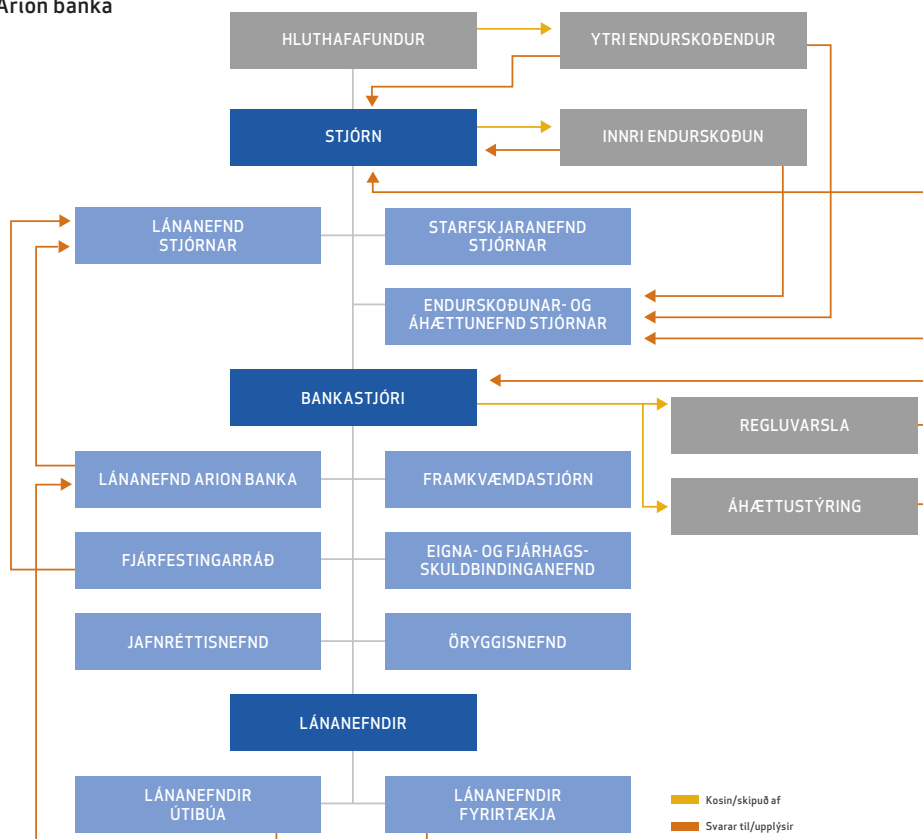 Arion banka
HLUTHAFAFUNDUR
YTRI ENDURSKOÐENDUR
STJÓRN
INNRI ENDURSKOÐUN
LÁNANEFND
STJÓRNAR
STARFSKJARANEFND
STJÓRNAR
ENDURSKOÐUNAR- OG
ÁHÆTTUNEFND STJÓRNAR
BANKASTJÓRI
REGLUVARSLA
LÁNANEFND ARION BANKA
FRAMKVÆMDASTJÓRN
ÁHÆTTUSTÝRING
FJÁRFESTINGARRÁÐ
EIGNA- OG FJÁRHAGS-
SKULDBINDINGANEFND
JAFNRÉTTISNEFND
ÖRYGGISNEFND
LÁNANEFNDIR
LÁNANEFNDIR
ÚTIBÚA
LÁNANEFNDIR
FYRIRTÆKJA
Kosin/skipuð af
Svarar til/upplýsir